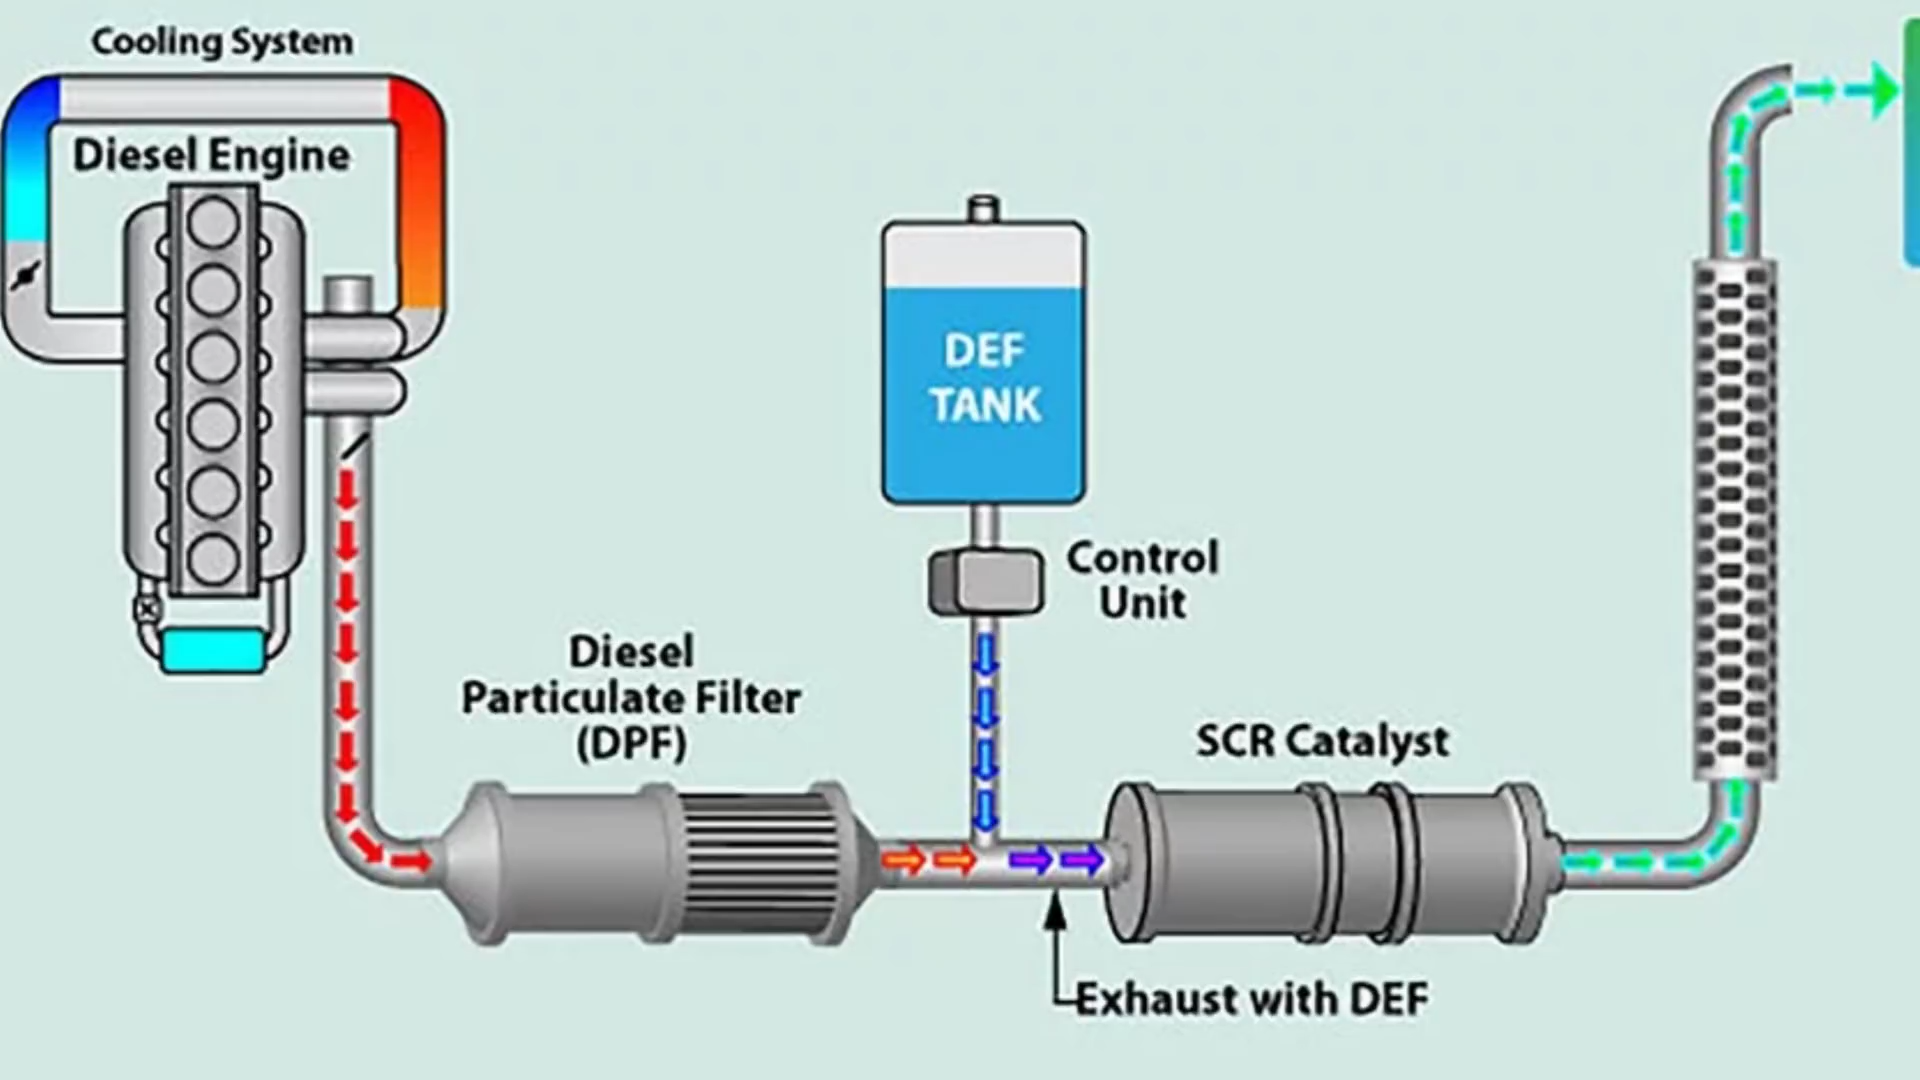 Cooling System
Diesel Engine
DEF
TANK
Control
Unit
Diesel
Particulate Filter
(DPF)
SCR Catalyst
Exhaust with DEF